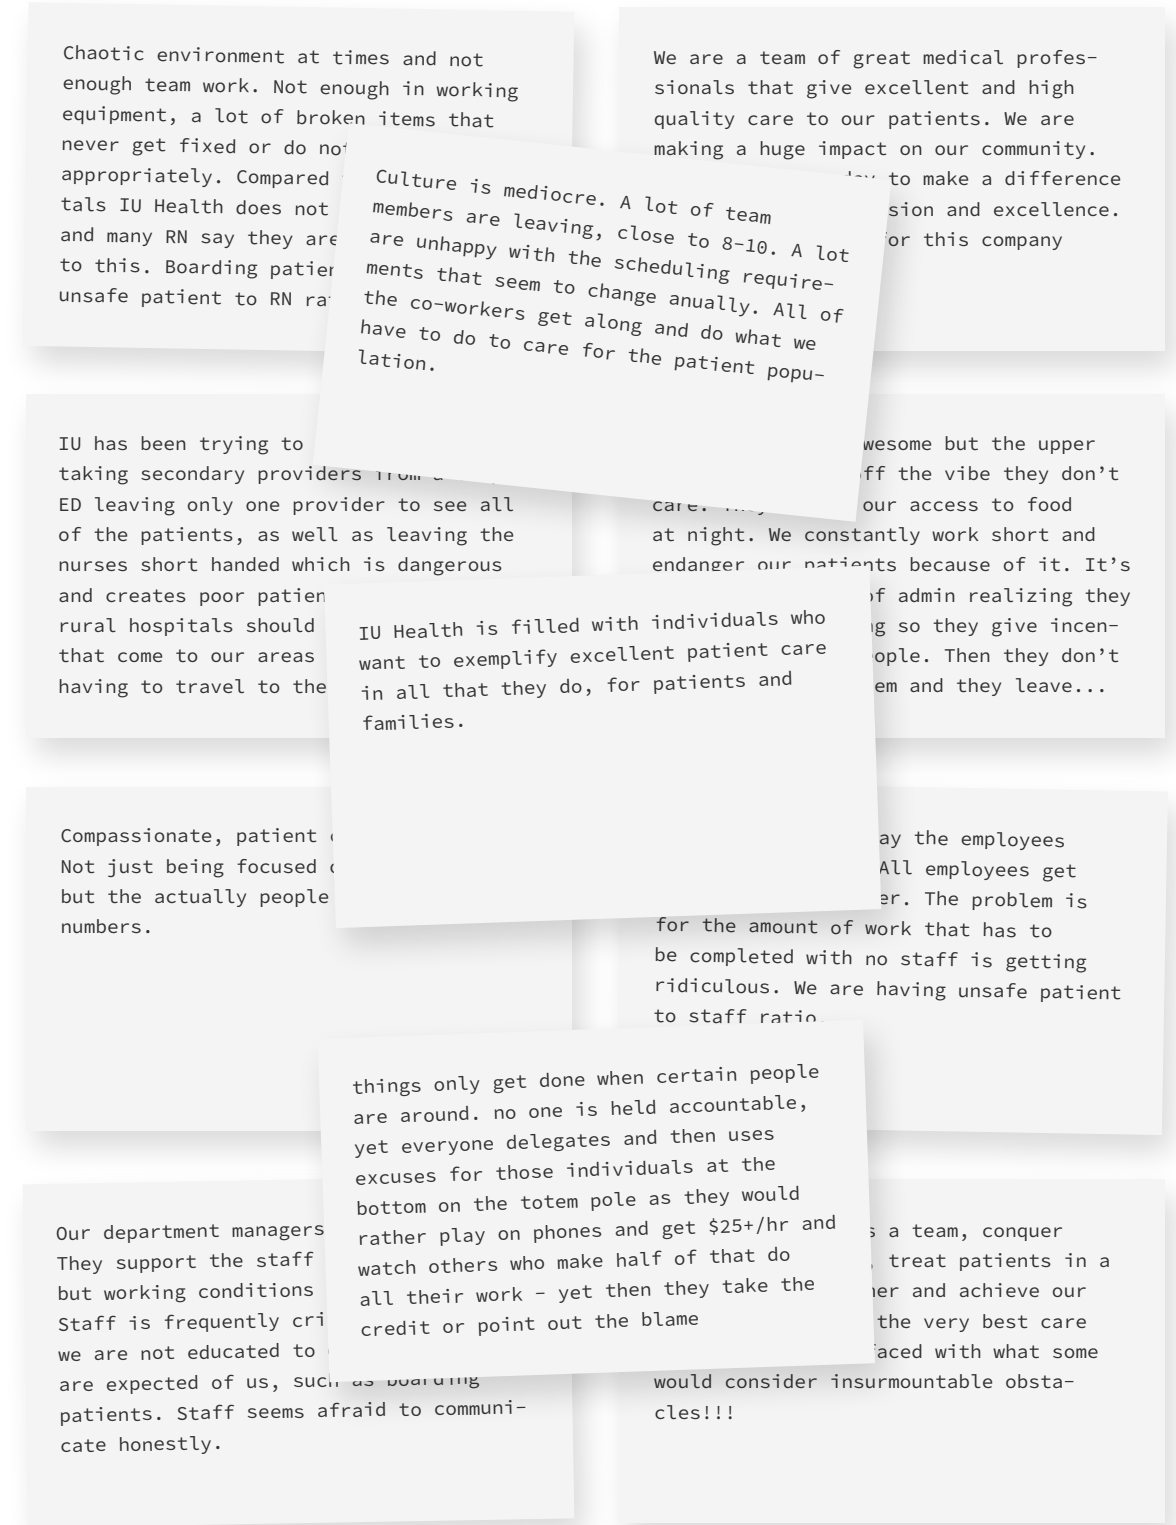 Chaotic environment at times and not
enough team work. Not enough in working
equipment, a lot of broken items that
never get fixed or do not
appropriately. Compared
tals IU Health does not
and many RN say they are
to this. Boarding patien
unsafe patient to RN ra
We are a team of great medical profes-
sionals that give excellent and high
quality care to our patients. We are
making a huge impact on our community.
day to make a difference
sion and excellence.
for this company
Culture is mediocre. A lot of team
members are leaving, close to 8-10. A lot
are unhappy with the scheduling require-
ments that seem to change anually. All of
the co-workers get along and do what we
have to do to care for the patient popu-
lation.
IU has been trying to
taking secondary providers from a
ED leaving only one provider to see all
of the patients, as well as leaving the
nurses short handed which is dangerous
and creates poor patien
rural hospitals should
that come to our areas
having to travel to the
wesome but the upper
ff the vibe they don’t
care. They our access to food
at night. We constantly work short and
endanger our patients because of it. It’s
of admin realizing they
ng so they give incen-
ople. Then they don’t
em and they leave...
IU Health is filled with individuals who
want to exemplify excellent patient care
in all that they do, for patients and
families.
Compassionate, patient
Not just being focused
but the actually people
numbers.
ay the employees
All employees get
er. The problem is
for the amount of work that has to
be completed with no staff is getting
ridiculous. We are having unsafe patient
to staff ratio.
things only get done when certain people
are around. no one is held accountable,
yet everyone delegates and then uses
excuses for those individuals at the
bottom on the totem pole as they would
rather play on phones and get $25+/hr and
watch others who make half of that do
all their work - yet then they take the
credit or point out the blame
Our department managers
They support the staff
but working conditions
Staff is frequently cri
we are not educated to
are expected of us, such as boarding
patients. Staff seems afraid to communi-
cate honestly.
s a team, conquer
, treat patients in a
ner and achieve our
the very best care
faced with what some
would consider insurmountable obsta-
cles!!!